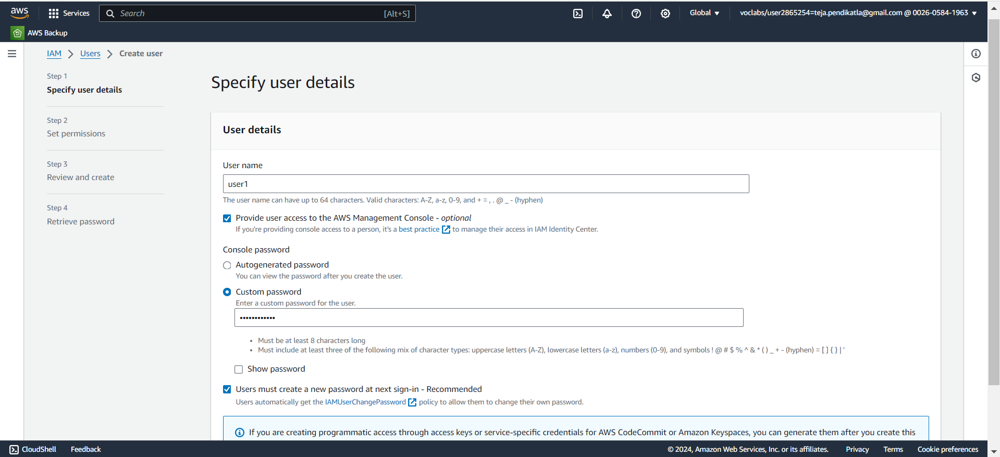 aws
Services
Search
[Alt+S]
Global
voclabs/user2865254=teja.pendikatla@gmail.com @ 0026-0584-1963
AWS Backup
IAM
Users
Create user
Step 1
Specify user details
Step 2
Set permissions
Step 3
Review and create
Step 4
Retrieve password
Specify user details
User details
User name
user1
The user name can have up to 64 characters. Valid characters: A-Z, a-z, 0-9, and + = , . @ _ - (hyphen)
Provide user access to the AWS Management Console - optional
If you're providing console access to a person, it's a best practice to manage their access in IAM Identity Center.
Console password
Autogenerated password
You can view the password after you create the user.
Custom password
Enter a custom password for the user.
••••••••••••
• Must be at least 8 characters long
• Must include at least three of the following mix of character types: uppercase letters (A-Z), lowercase letters (a-z), numbers (0-9), and symbols ! @ # $ % ^ & * ( ) _ + - (hyphen) = [ ] { } | '
Show password
Users must create a new password at next sign-in - Recommended
Users automatically get the IAMUserChangePassword policy to allow them to change their own password.
If you are creating programmatic access through access keys or service-specific credentials for AWS CodeCommit or Amazon Keyspaces, you can generate them after you create this
CloudShell
Feedback
© 2024, Amazon Web Services, Inc. or its affiliates.
Privacy
Terms
Cookie preferences